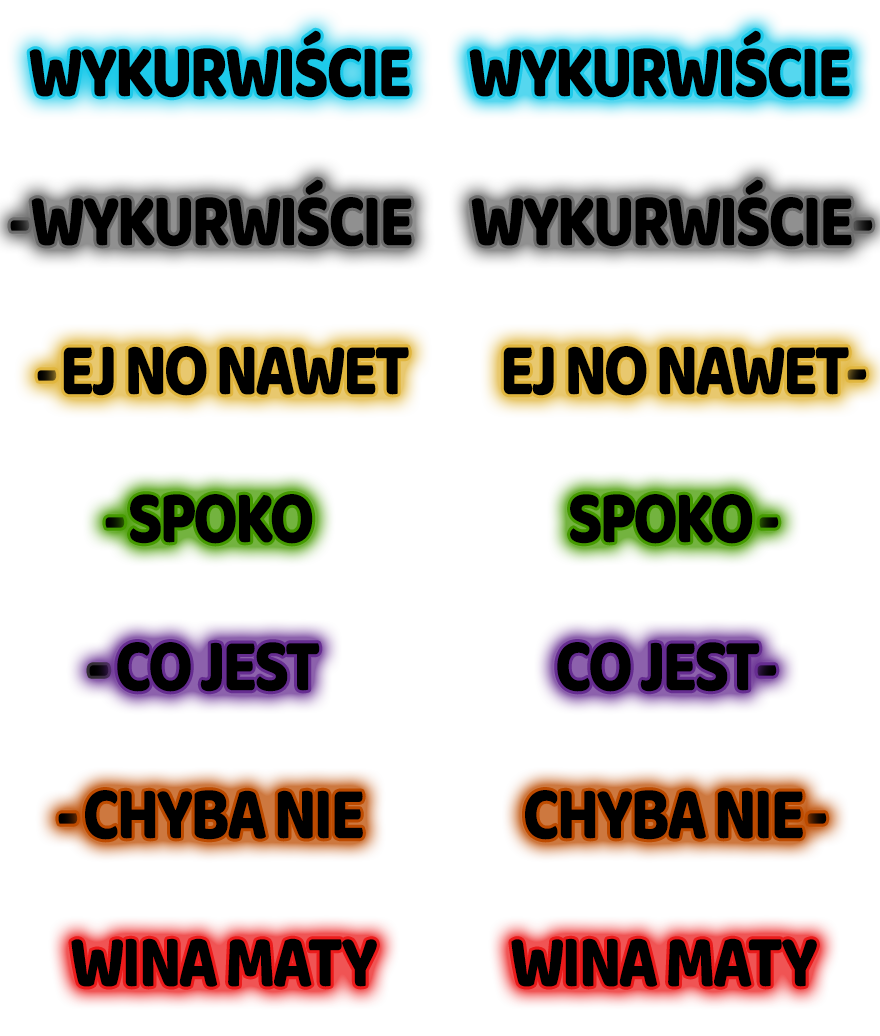 WYKURWIŚCIE WYKURWIŚCIE
-WYKURWIŚCIE WYKURWIŚCIE-
-EJ NO NAWET EJ NO NAWET-
-SPOKO SPOKO-
-CO JEST CO JEST-
-CHYBA NIE CHYBA NIE-
WINA MATY WINA MATY